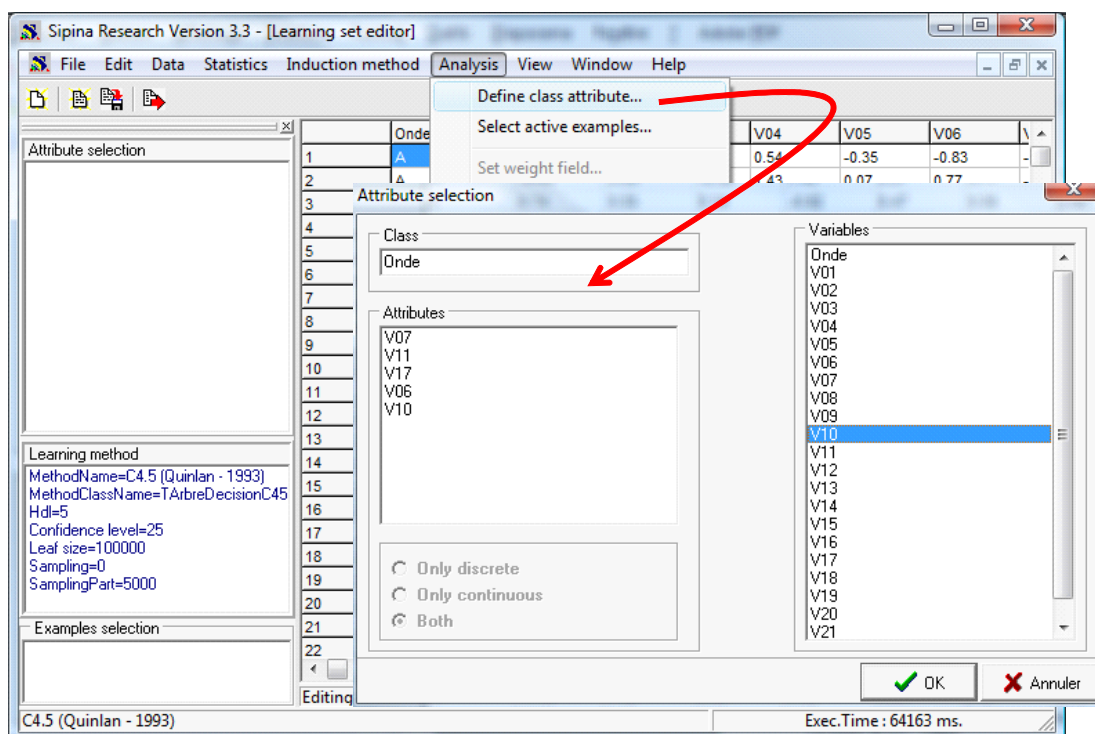 Sipina Research Version 3.3 - [Learning set editor]
File Edit Data Statistics Induction method Analysis View Window Help
Define class attribute...
Select active examples...
Set weight field...
Attribute selection
Onde V04 V05 V06
1 A 0.54 -0.35 -0.83
2 A 0.07 0.77
3
4
5
6
7
8
9
10
11
12
13
14
15
16
17
18
19
20
21
22
Editing
Learning method
MethodName=C4.5 (Quinlan - 1993)
MethodClassName=TArbreDecisionC45
Hdl=5
Confidence level=25
Leaf size=100000
Sampling=0
SamplingPart=5000
Examples selection
Attribute selection
Class
Onde
Attributes
V07
V11
V17
V06
V10
Only discrete
Only continuous
Both
Variables
Onde
V01
V02
V03
V04
V05
V06
V07
V08
V09
V10
V11
V12
V13
V14
V15
V16
V17
V18
V19
V20
V21
OK Annuler
C4.5 (Quinlan - 1993) Exec.Time : 64163 ms.